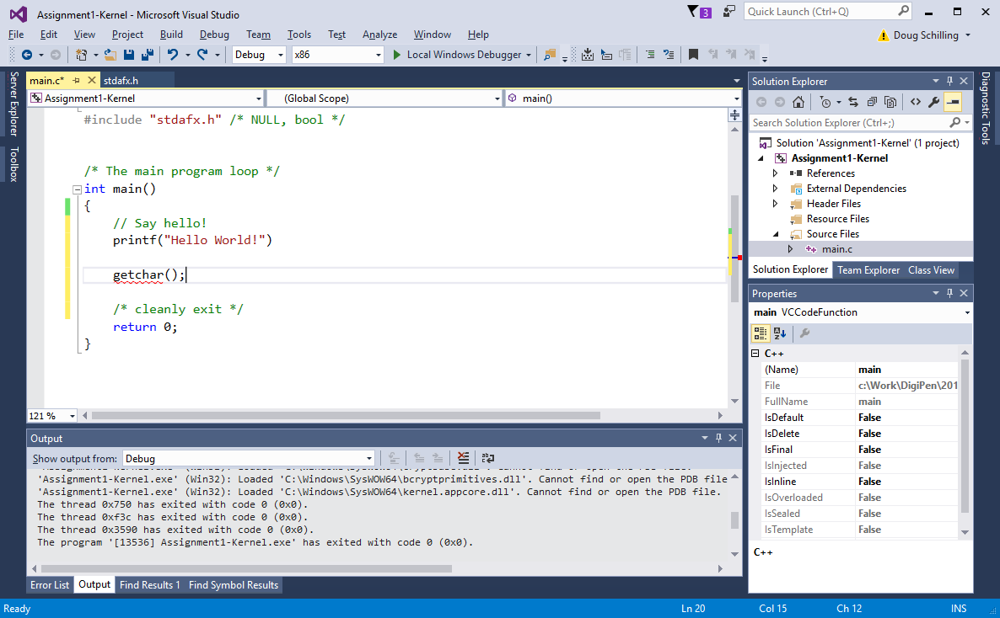 Assignment1-Kernel - Microsoft Visual Studio
3
Quick Launch (Ctrl+Q)
File Edit View Project Build Debug Team Tools Test Analyze Window Help
Doug Schilling
Debug x86 Local Windows Debugger
Server Explorer
Toolbox
main.c* stdafx.h
Assignment1-Kernel (Global Scope) main()
#include "stdafx.h" /* NULL, bool */
/* The main program loop */
int main()
{
// Say hello!
printf("Hello World!")
getchar();
/* cleanly exit */
return 0;
}
121 %
Output
Show output from: Debug
'Assignment1-Kernel.exe' (Win32): Loaded 'C:\Windows\SysWOW64\bcryptprimitives.dll'. Cannot find or open the PDB file
'Assignment1-Kernel.exe' (Win32): Loaded 'C:\Windows\SysWOW64\kernel.appcore.dll'. Cannot find or open the PDB file.
The thread 0x750 has exited with code 0 (0x0).
The thread 0xf3c has exited with code 0 (0x0).
The thread 0x3590 has exited with code 0 (0x0).
The program '[13536] Assignment1-Kernel.exe' has exited with code 0 (0x0).
Error List Output Find Results 1 Find Symbol Results
Solution Explorer
Search Solution Explorer (Ctrl+;)
Solution 'Assignment1-Kernel' (1 project)
Assignment1-Kernel
References
External Dependencies
Header Files
Resource Files
Source Files
main.c
Solution Explorer Team Explorer Class View
Properties
main VCCodeFunction
C++
(Name) main
File c:\Work\DigiPen\201
FullName main
IsDefault False
IsDelete False
IsFinal False
IsInjected False
IsInline False
IsOverloaded False
IsSealed False
IsTemplate False
C++
Diagnostic Tools
Ready Ln 20 Col 15 Ch 12 INS